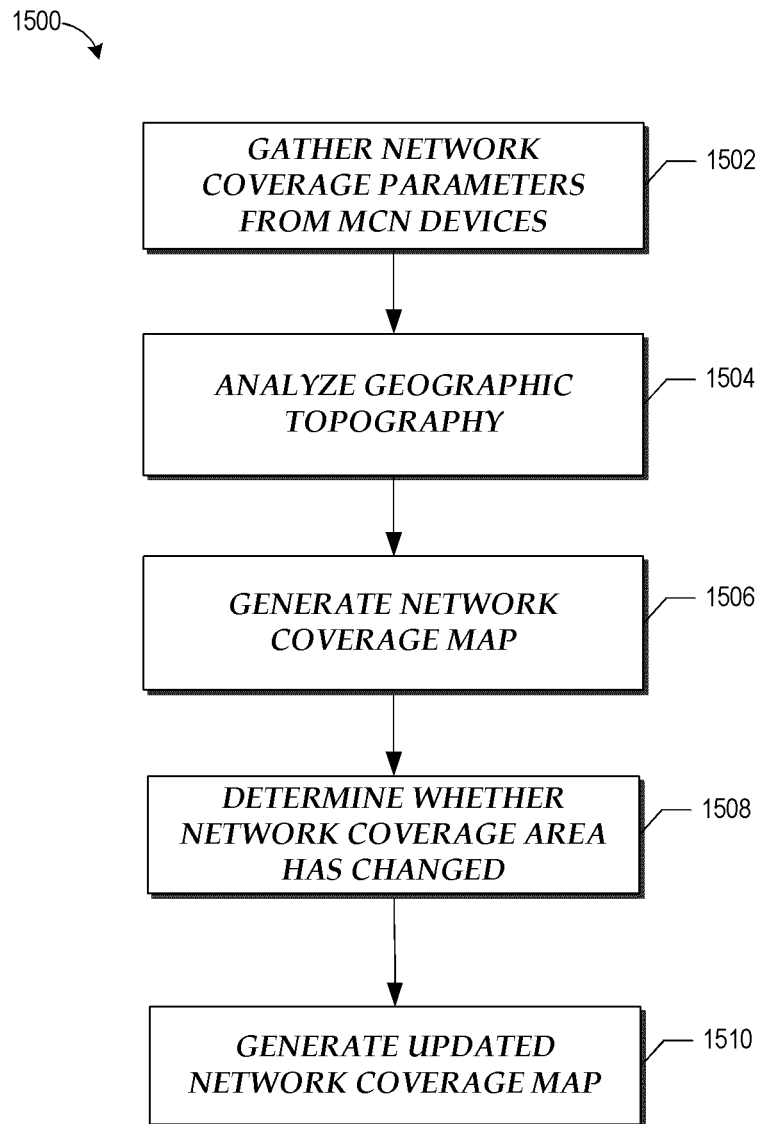 1500
GATHER NETWORK
COVERAGE PARAMETERS
FROM MCN DEVICES
1502
ANALYZE GEOGRAPHIC
TOPOGRAPHY
1504
GENERATE NETWORK
COVERAGE MAP
1506
DETERMINE WHETHER
NETWORK COVERAGE AREA
HAS CHANGED
1508
GENERATE UPDATED
NETWORK COVERAGE MAP
1510